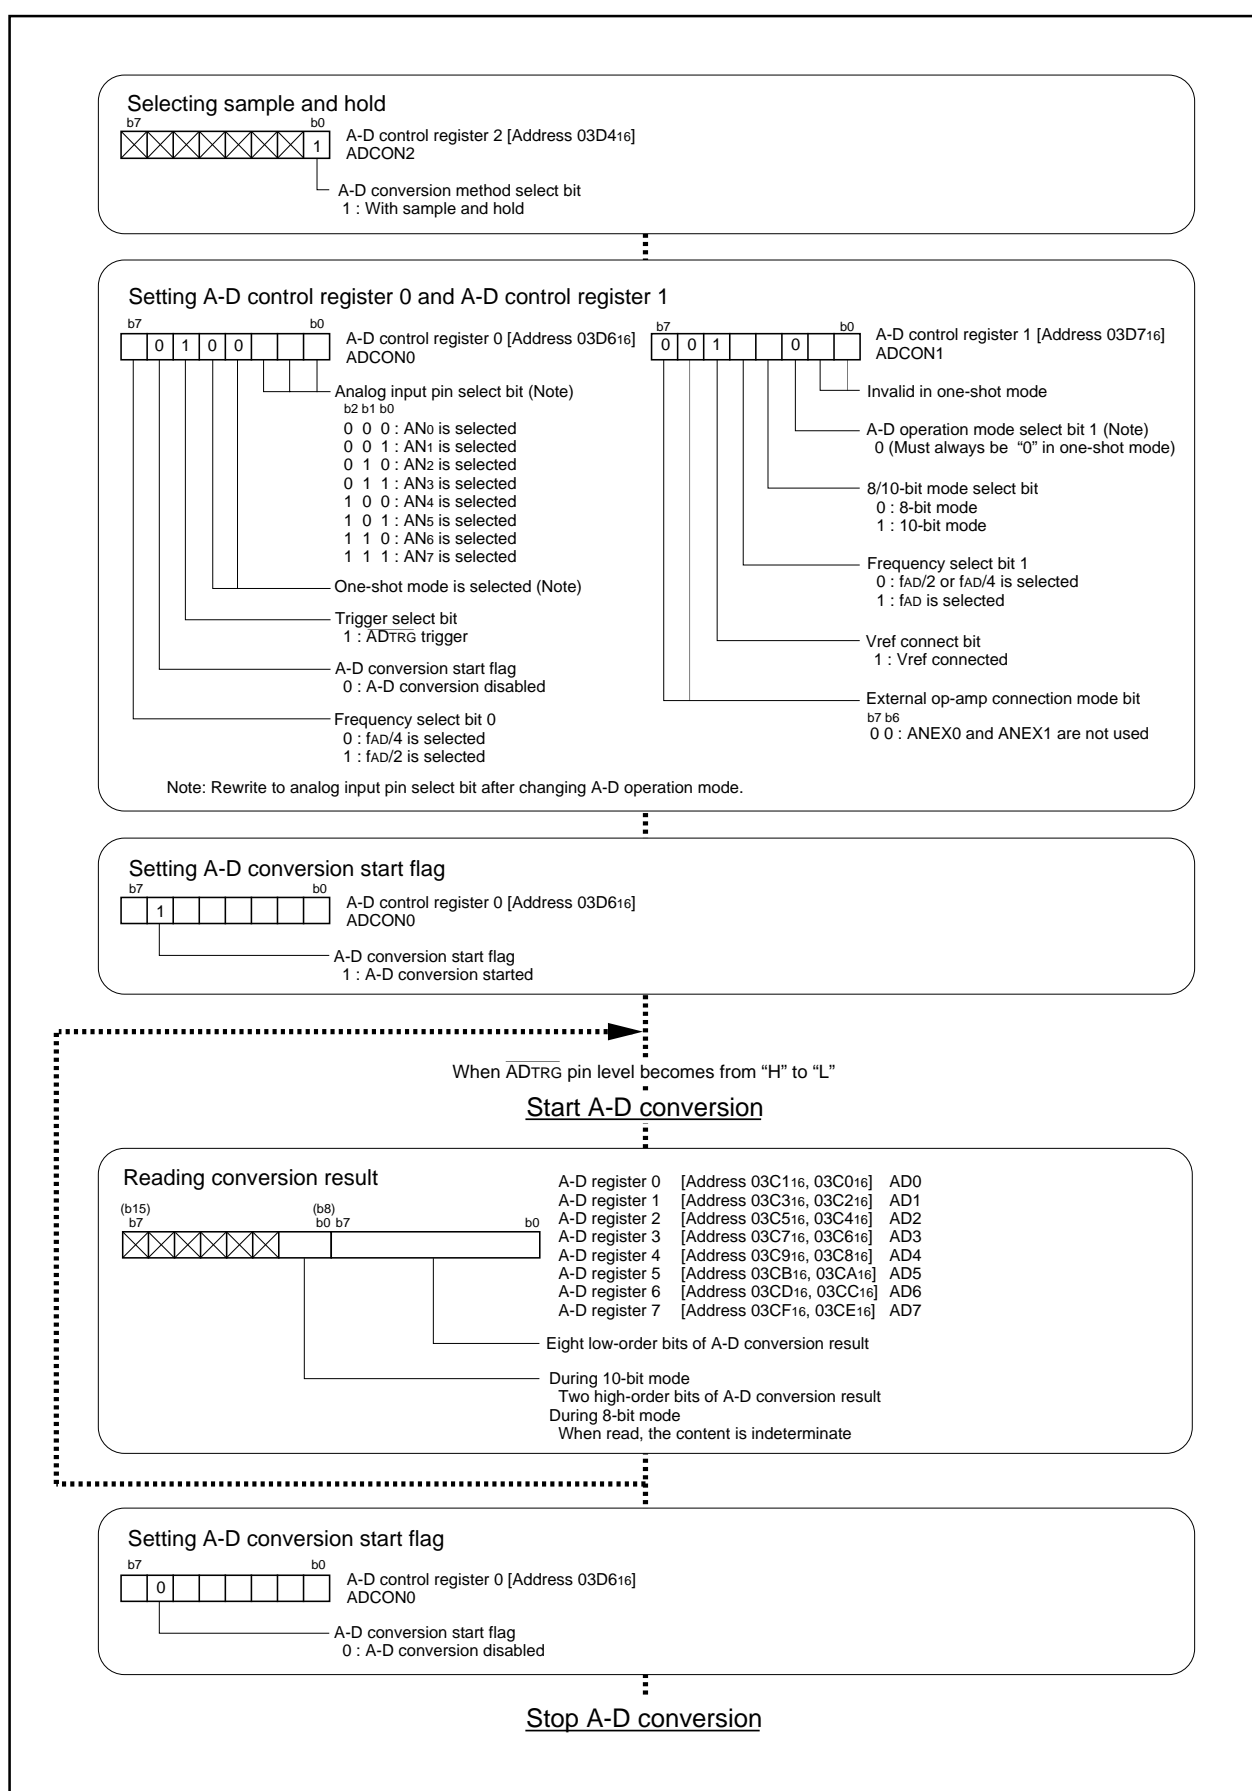 Selecting sample and hold
b7 b0
1
A-D control register 2 [Address 03D416]
ADCON2
A-D conversion method select bit
1 : With sample and hold
Setting A-D control register 0 and A-D control register 1
b7 b0
0 1 0 0
A-D control register 0 [Address 03D616]
ADCON0
Analog input pin select bit (Note)
b2 b1 b0
0 0 0 : AN0 is selected
0 0 1 : AN1 is selected
0 1 0 : AN2 is selected
0 1 1 : AN3 is selected
1 0 0 : AN4 is selected
1 0 1 : AN5 is selected
1 1 0 : AN6 is selected
1 1 1 : AN7 is selected
One-shot mode is selected (Note)
Trigger select bit
1 : ADTRG trigger
A-D conversion start flag
0 : A-D conversion disabled
Frequency select bit 0
0 : fAD/4 is selected
1 : fAD/2 is selected
b7 b0
0 0 1 0
A-D control register 1 [Address 03D716]
ADCON1
Invalid in one-shot mode
A-D operation mode select bit 1 (Note)
0 (Must always be “0” in one-shot mode)
8/10-bit mode select bit
0 : 8-bit mode
1 : 10-bit mode
Frequency select bit 1
0 : fAD/2 or fAD/4 is selected
1 : fAD is selected
Vref connect bit
1 : Vref connected
External op-amp connection mode bit
b7 b6
0 0 : ANEX0 and ANEX1 are not used
Note: Rewrite to analog input pin select bit after changing A-D operation mode.
Setting A-D conversion start flag
b7 b0
1
A-D control register 0 [Address 03D616]
ADCON0
A-D conversion start flag
1 : A-D conversion started
When ADTRG pin level becomes from “H” to “L”
Start A-D conversion
Reading conversion result
(b15) (b8)
b7 b0 b7 b0
A-D register 0 [Address 03C116, 03C016] AD0
A-D register 1 [Address 03C316, 03C216] AD1
A-D register 2 [Address 03C516, 03C416] AD2
A-D register 3 [Address 03C716, 03C616] AD3
A-D register 4 [Address 03C916, 03C816] AD4
A-D register 5 [Address 03CB16, 03CA16] AD5
A-D register 6 [Address 03CD16, 03CC16] AD6
A-D register 7 [Address 03CF16, 03CE16] AD7
Eight low-order bits of A-D conversion result
During 10-bit mode
Two high-order bits of A-D conversion result
During 8-bit mode
When read, the content is indeterminate
Setting A-D conversion start flag
b7 b0
0
A-D control register 0 [Address 03D616]
ADCON0
A-D conversion start flag
0 : A-D conversion disabled
Stop A-D conversion